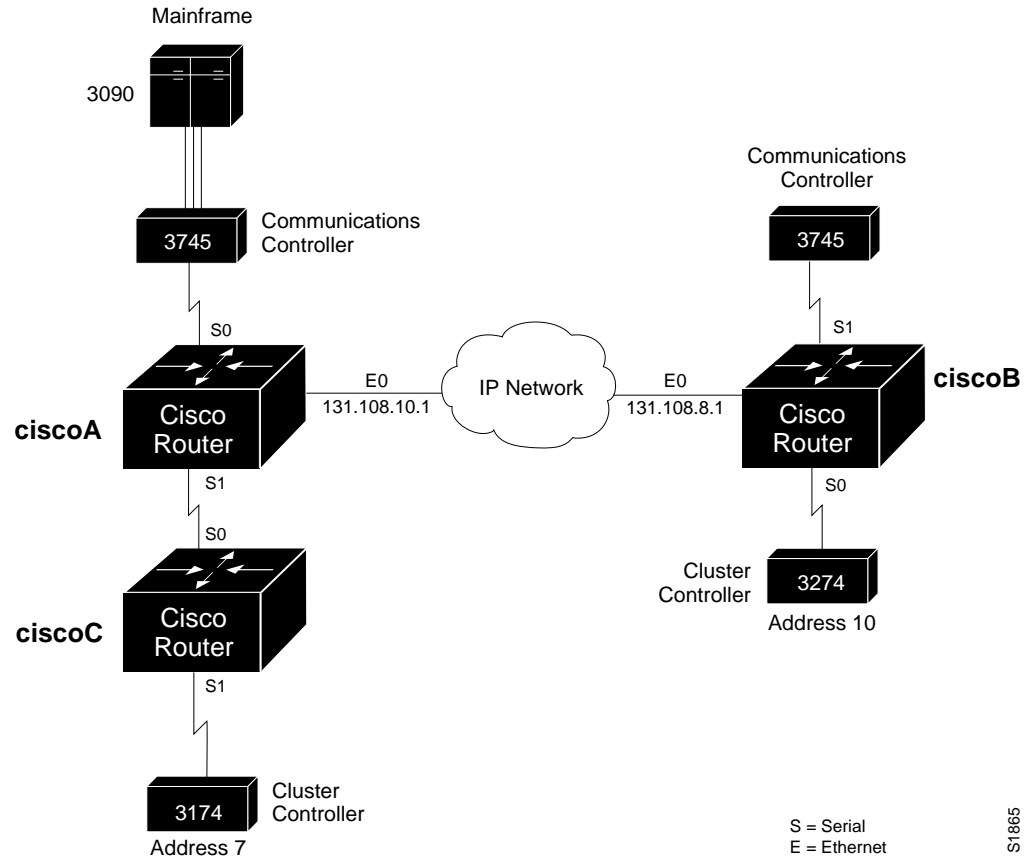 Mainframe
3090
3745
Communications
Controller
S0
ciscoA
Cisco
Router
E0
131.108.10.1
S1
IP Network
E0
131.108.8.1
Communications
Controller
3745
S1
ciscoB
Cisco
Router
S0
Cluster
Controller
3274
Address 10
S0
ciscoC
Cisco
Router
S1
3174
Cluster
Controller
Address 7
S = Serial
E = Ethernet
S1865